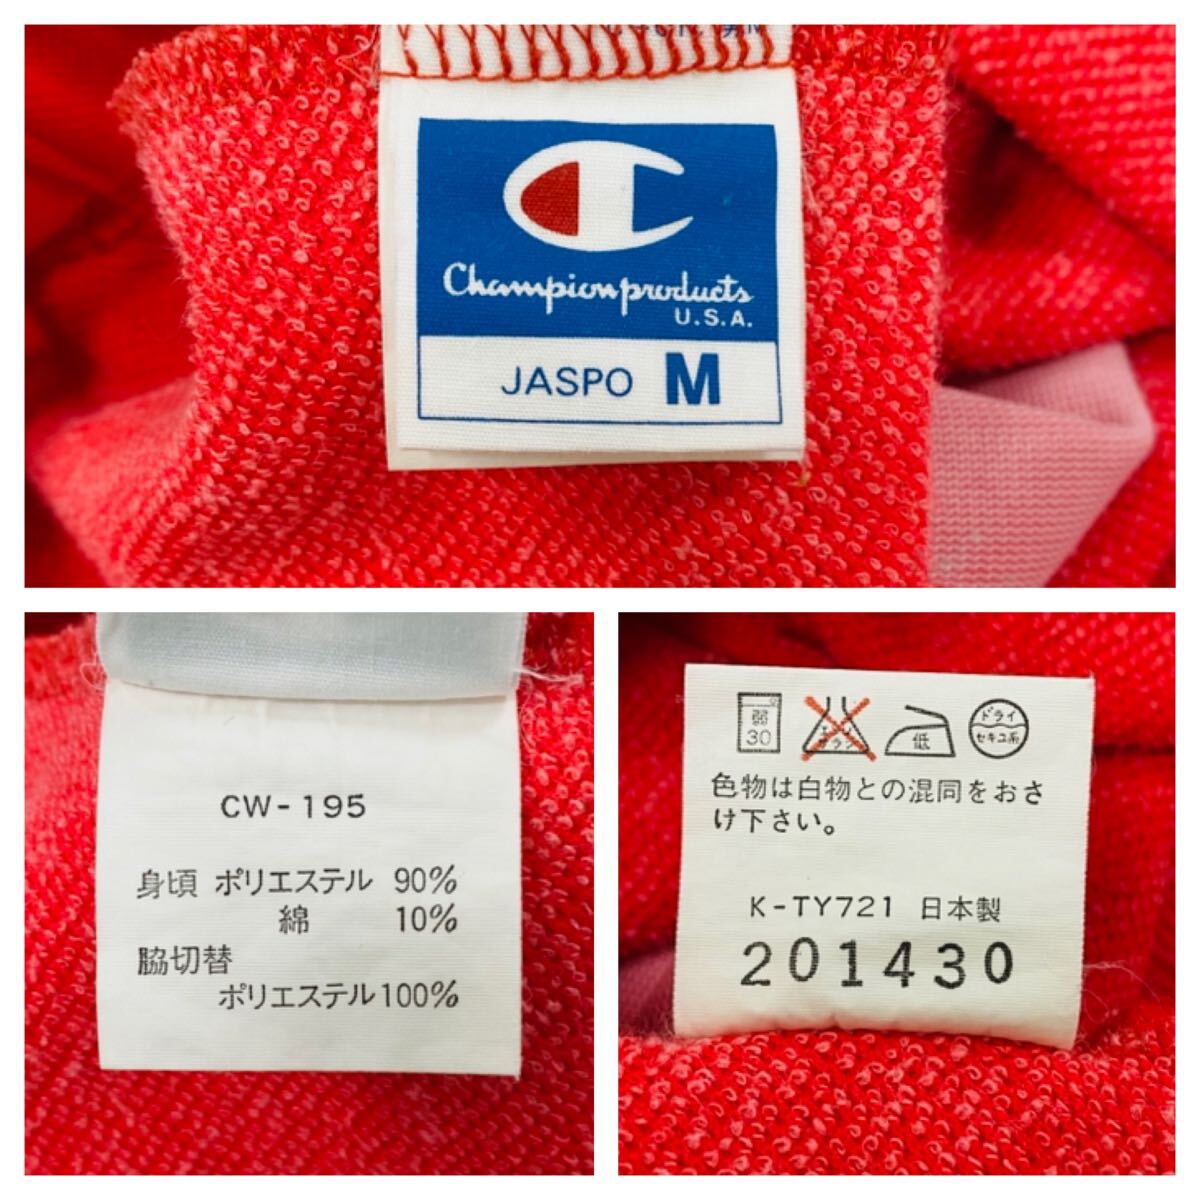 Champion products
U.S.A.
JASPO M
CW-195
身頃 ポリエステル 90%
綿 10%
脇切替
ポリエステル100%
弱
30
低
ドライ
セキユ系
色物は白物との混同をおさ
け下さい。
K-TY721 日本製
201430